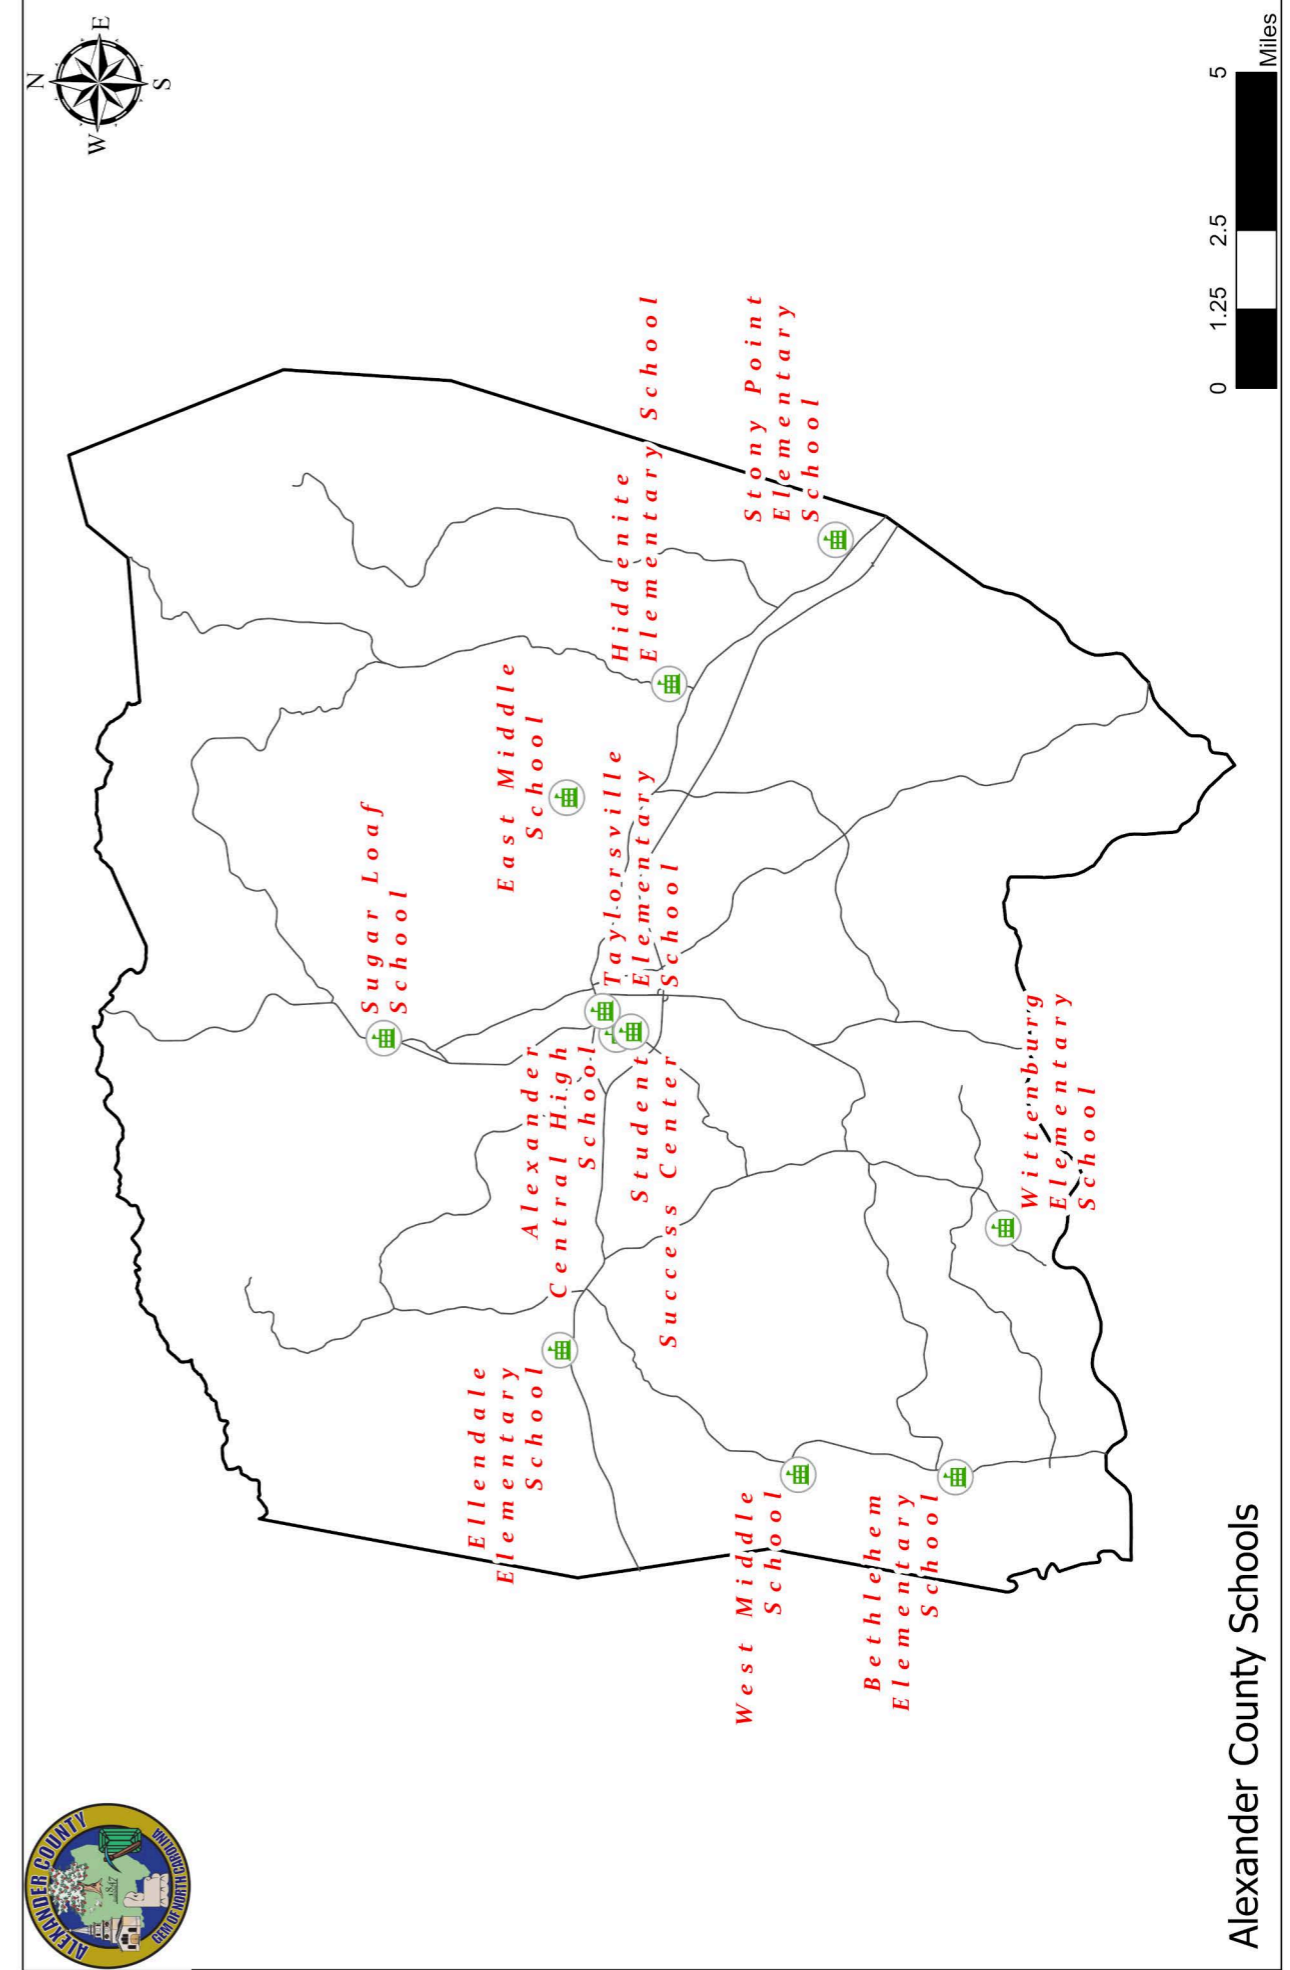 ALEXANDER COUNTY
1847
GEM OF NORTH CAROLINA
N
W
E
S
Sugar Loaf
School
East Middle
School
Hiddenite
Elementary School
Stony Point
Elementary
School
Taylorsville
Elementary
School
Alexander
Central High
School
Student
Success Center
Ellendale
Elementary
School
West Middle
School
Bethlehem
Elementary
School
Wittenburg
Elementary
School
Alexander County Schools
0 1.25 2.5 5
Miles